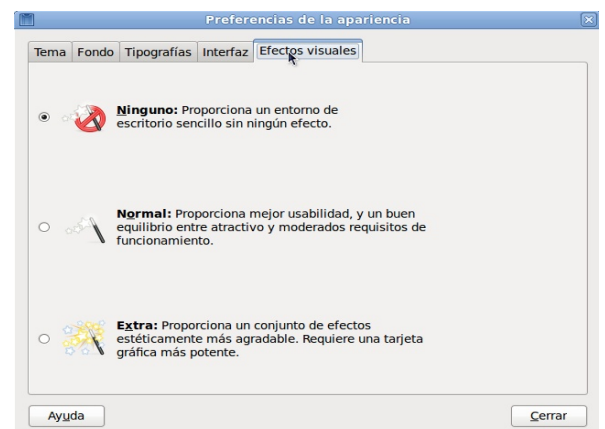 Preferencias de la apariencia
Tema Fondo Tipografías Interfaz Efectos visuales
Ninguno: Proporciona un entorno de
escritorio sencillo sin ningún efecto.
Normal: Proporciona mejor usabilidad, y un buen
equilibrio entre atractivo y moderados requisitos de
funcionamiento.
Extra: Proporciona un conjunto de efectos
estéticamente más agradable. Requiere una tarjeta
gráfica más potente.
Ayuda Cerrar